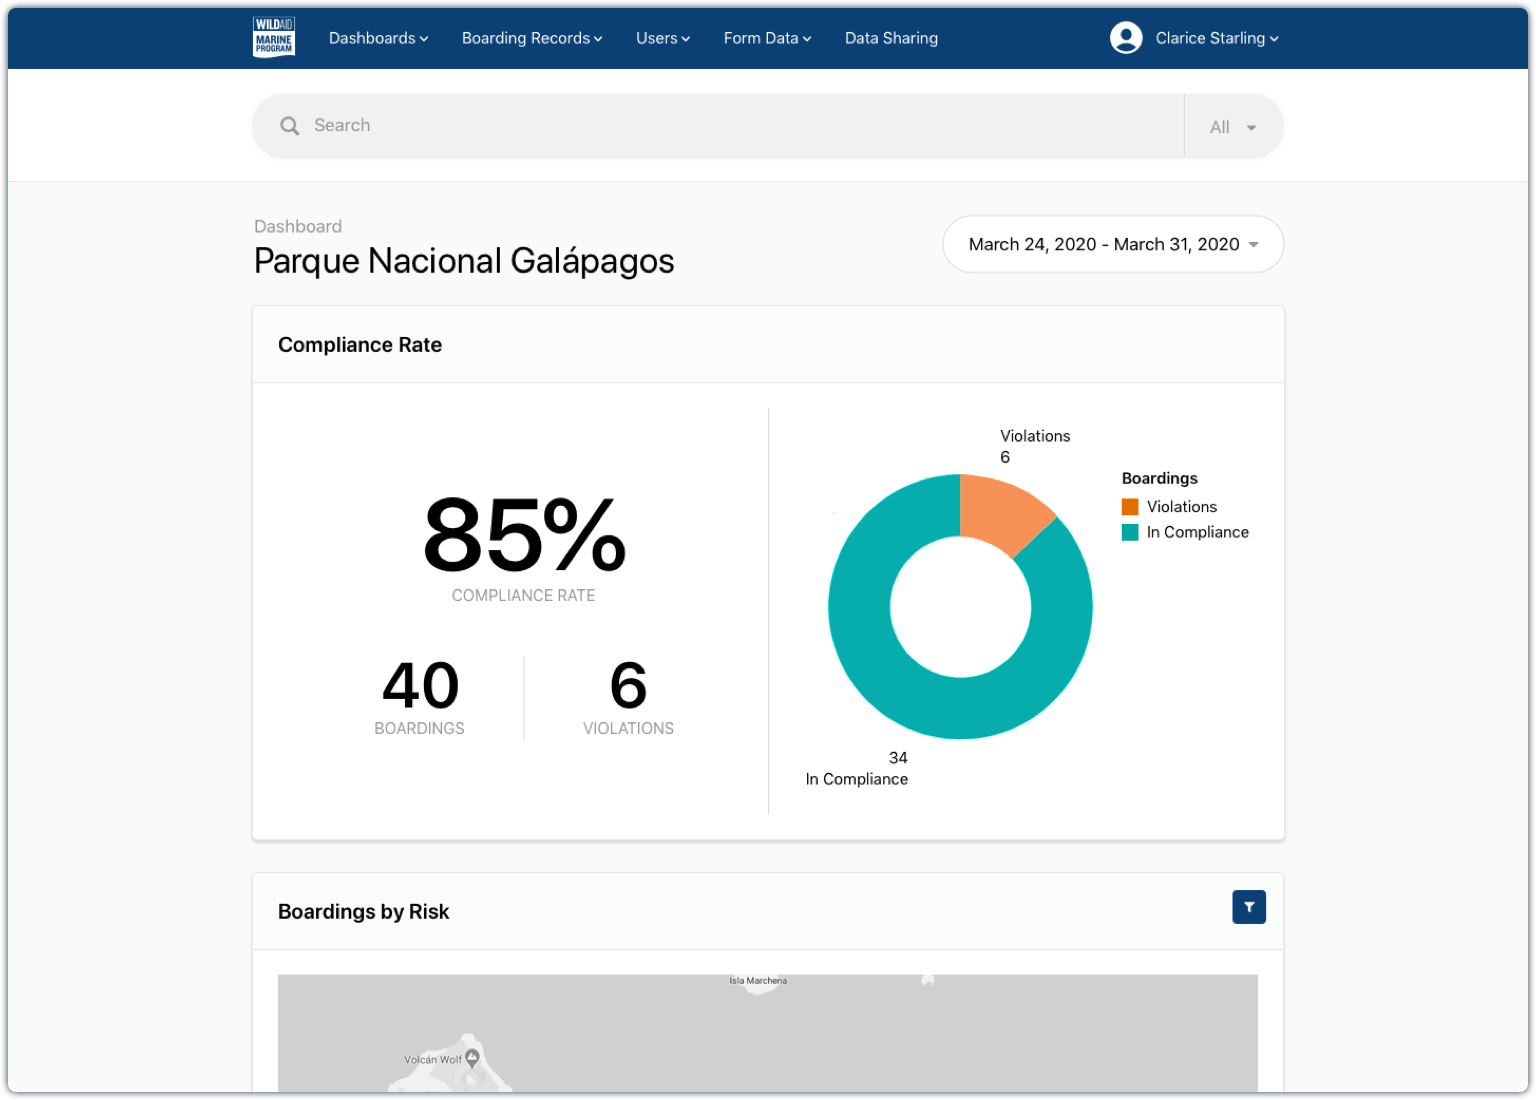 WILDAID
MARINE
PROGRAM
Dashboards
Boarding Records
Users
Form Data
Data Sharing
Clarice Starling
Search
All
Dashboard
Parque Nacional Galápagos
March 24, 2020 - March 31, 2020
Compliance Rate
85%
COMPLIANCE RATE
40
BOARDINGS
6
VIOLATIONS
Violations
6
Boardings
Violations
In Compliance
34
In Compliance
Boardings by Risk
Isla Marchena
Volcán Wolf